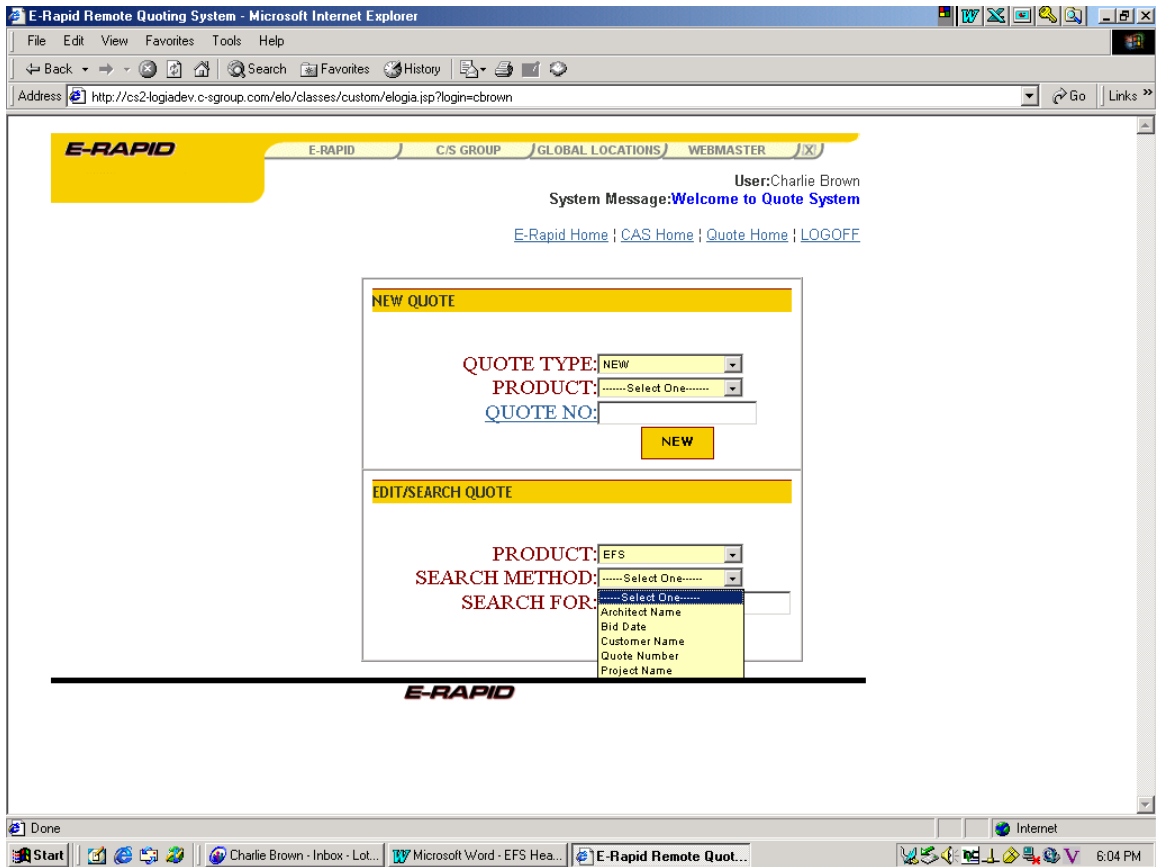 E-Rapid Remote Quoting System - Microsoft Internet Explorer
File Edit View Favorites Tools Help
Back Search Favorites History
Address http://cs2-logiadev.c-sgroup.com/elo/classes/custom/elogia.jsp?login=cbrown Go Links »
E-RAPID E-RAPID C/S GROUP GLOBAL LOCATIONS WEBMASTER [X]
User:Charlie Brown
System Message:Welcome to Quote System
E-Rapid Home ¦ CAS Home ¦ Quote Home ¦ LOGOFF
NEW QUOTE
QUOTE TYPE: NEW
PRODUCT: ------Select One------
QUOTE NO:
NEW
EDIT/SEARCH QUOTE
PRODUCT: EFS
SEARCH METHOD: ------Select One------
SEARCH FOR: ------Select One------
Architect Name
Bid Date
Customer Name
Quote Number
Project Name
E-RAPID
Done Internet
Start Charlie Brown - Inbox - Lot... Microsoft Word - EFS Hea... E-Rapid Remote Quot... 6:04 PM